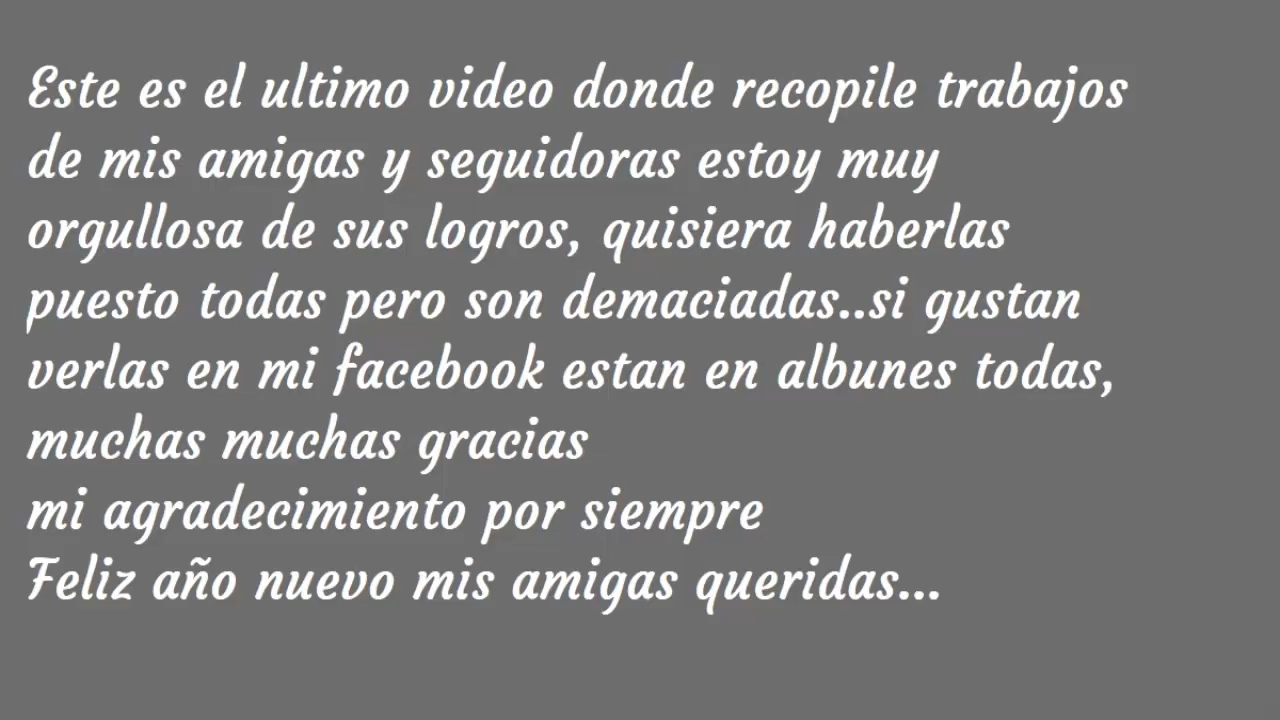 Este es el ultimo video donde recopile trabajos
de mis amigas y seguidoras estoy muy
orgullosa de sus logros, quisiera haberlas
puesto todas pero son demaciadas..si gustan
verlas en mi facebook estan en albunes todas,
muchas muchas gracias
mi agradecimiento por siempre
Feliz año nuevo mis amigas queridas...